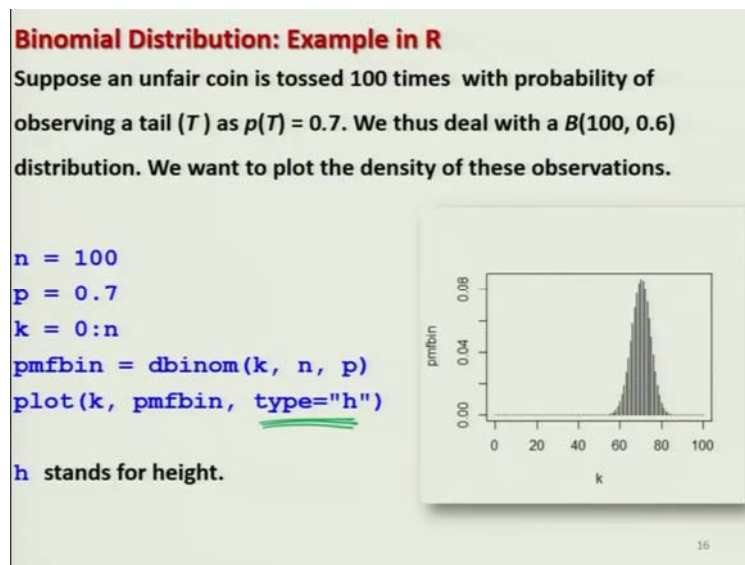 Binomial Distribution: Example in R
Suppose an unfair coin is tossed 100 times with probability of
observing a tail (T ) as p(T) = 0.7. We thus deal with a B(100, 0.6)
distribution. We want to plot the density of these observations.
n = 100
p = 0.7
k = 0:n
pmfbin = dbinom(k, n, p)
plot(k, pmfbin, type="h")
h stands for height.
pmfbin
0.08
0.04
0.00
0 20 40 60 80 100
k
16